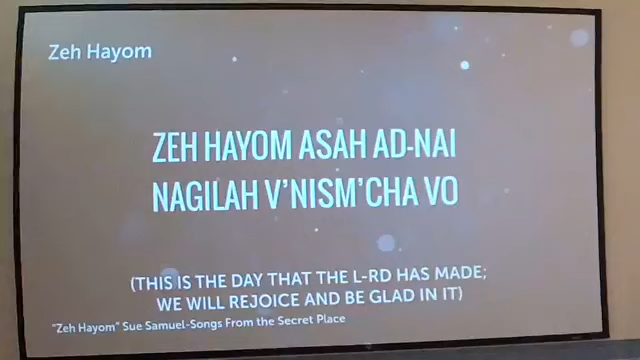 Zeh Hayom
ZEH HAYOM ASAH AD-NAI
NAGILAH V'NISM'CHA VO
(THIS IS THE DAY THAT THE L-RD HAS MADE;
WE WILL REJOICE AND BE GLAD IN IT)
"Zeh Hayom" Sue Samuel-Songs From the Secret Place